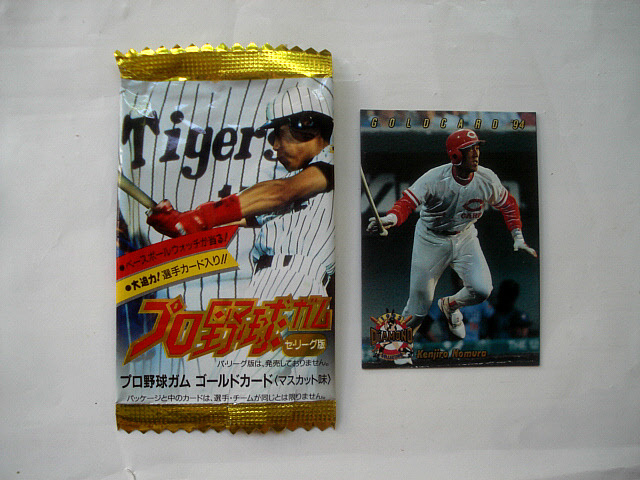 Tigers
●ベースボールウォッチが当る!
●大迫力!選手カード入り!!
プロ野球ガム
セ・リーグ版
パ・リーグ版は、発売しておりません。
プロ野球ガム ゴールドカード〈マスカット味〉
パッケージと中のカードは、選手・チームが同じとは限りません。
GOLDCARD '94
C
CARP
DIAMOND
Kenjiro Nomura